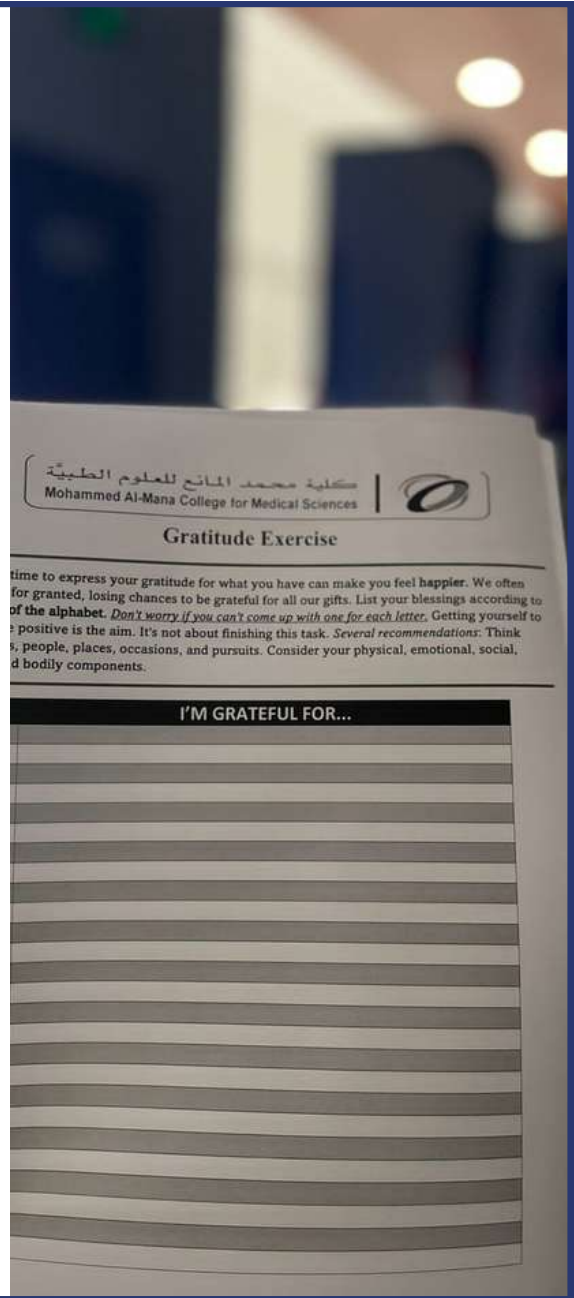 كلية محمد المانع للعلوم الطبيَّة
Mohammed Al-Mana College for Medical Sciences
Gratitude Exercise
time to express your gratitude for what you have can make you feel happier. We often
for granted, losing chances to be grateful for all our gifts. List your blessings according to
of the alphabet. Don't worry if you can't come up with one for each letter. Getting yourself to
positive is the aim. It's not about finishing this task. Several recommendations: Think
people, places, occasions, and pursuits. Consider your physical, emotional, social,
bodily components.
I'M GRATEFUL FOR...